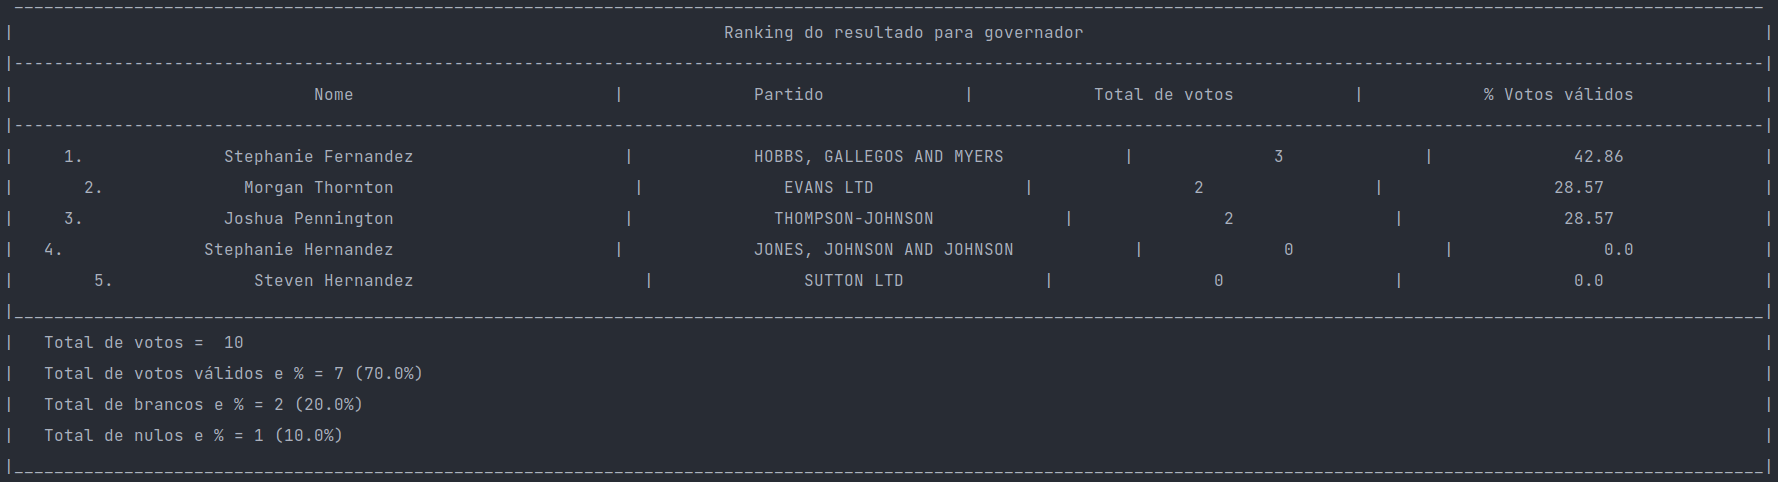 Ranking do resultado para governador
| Nome | Partido | Total de votos | % Votos válidos |
| 1. Stephanie Fernandez | HOBBS, GALLEGOS AND MYERS | 3 | 42.86 |
| 2. Morgan Thornton | EVANS LTD | 2 | 28.57 |
| 3. Joshua Pennington | THOMPSON-JOHNSON | 2 | 28.57 |
| 4. Stephanie Hernandez | JONES, JOHNSON AND JOHNSON | 0 | 0.0 |
| 5. Steven Hernandez | SUTTON LTD | 0 | 0.0 |
| Total de votos =  10 |
| Total de votos válidos e % = 7 (70.0%) |
| Total de brancos e % = 2 (20.0%) |
| Total de nulos e % = 1 (10.0%) |